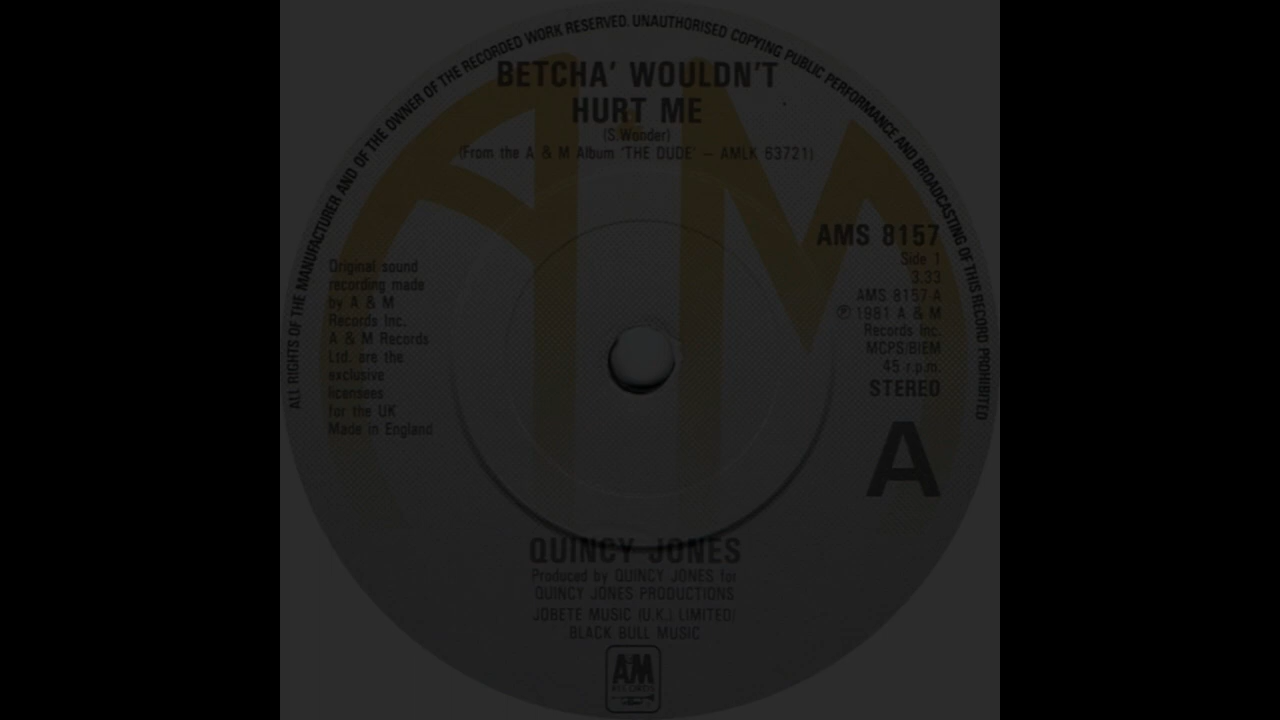 ALL RIGHTS OF THE MANUFACTURER AND OF THE OWNER OF THE RECORDED WORK RESERVED. UNAUTHORISED COPYING PUBLIC PERFORMANCE AND BROADCASTING OF THIS RECORD PROHIBITED
BETCHA' WOULDN'T
HURT ME
(S.Wonder)
(From the A & M Album 'THE DUDE' – AMLK 63721)
Original sound
recording made
by A & M
Records Inc.
A & M Records
Ltd. are the
exclusive
licensees
for the UK
Made in England
AMS 8157
Side 1
3.33
AMS 8157 A
℗ 1981 A & M
Records Inc.
MCPS/BIEM
45 r.p.m.
STEREO
A
QUINCY JONES
Produced by QUINCY JONES for
QUINCY JONES PRODUCTIONS
JOBETE MUSIC (U.K.) LIMITED/
BLACK BULL MUSIC
A&M
RECORDS